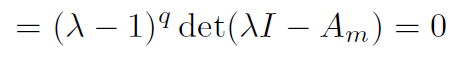 = (λ − 1)^q det(λI − A_m) = 0